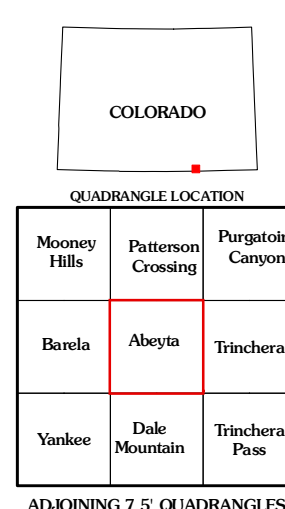 COLORADO
QUADRANGLE LOCATION
Mooney Hills
Patterson Crossing
Purgatoir Canyon
Barela
Abeyta
Trinchera
Yankee
Dale Mountain
Trinchera Pass
ADJOINING 7.5' QUADRANGLES